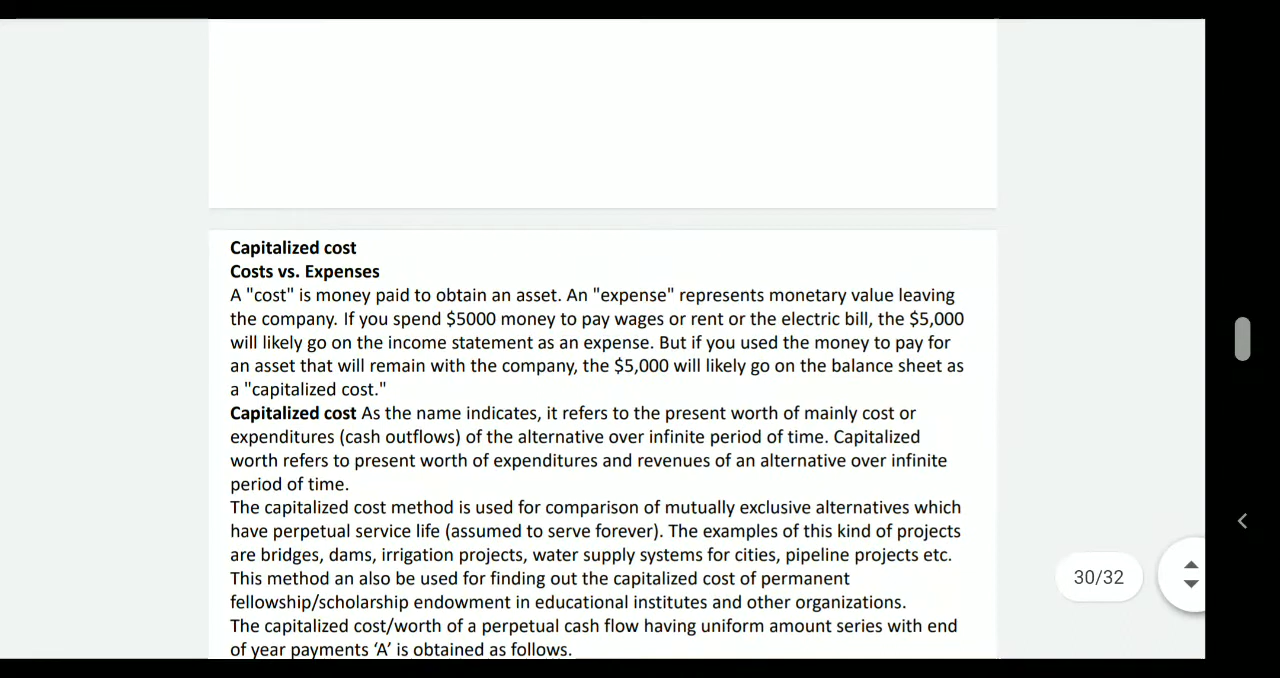 Capitalized cost
Costs vs. Expenses
A "cost" is money paid to obtain an asset. An "expense" represents monetary value leaving
the company. If you spend $5000 money to pay wages or rent or the electric bill, the $5,000
will likely go on the income statement as an expense. But if you used the money to pay for
an asset that will remain with the company, the $5,000 will likely go on the balance sheet as
a "capitalized cost."
Capitalized cost As the name indicates, it refers to the present worth of mainly cost or
expenditures (cash outflows) of the alternative over infinite period of time. Capitalized
worth refers to present worth of expenditures and revenues of an alternative over infinite
period of time.
The capitalized cost method is used for comparison of mutually exclusive alternatives which
have perpetual service life (assumed to serve forever). The examples of this kind of projects
are bridges, dams, irrigation projects, water supply systems for cities, pipeline projects etc.
This method an also be used for finding out the capitalized cost of permanent
fellowship/scholarship endowment in educational institutes and other organizations.
The capitalized cost/worth of a perpetual cash flow having uniform amount series with end
of year payments ‘A’ is obtained as follows.
30/32